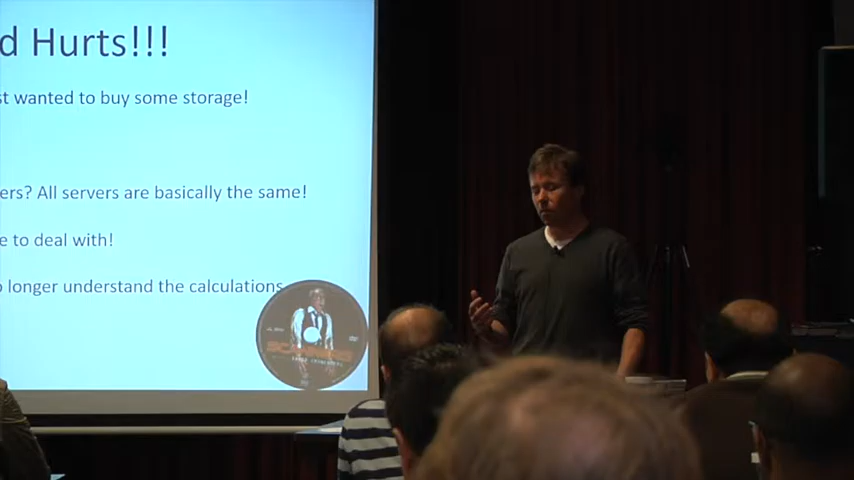 d Hurts!!!
st wanted to buy some storage!
ers? All servers are basically the same!
e to deal with!
o longer understand the calculations
SCANNERS